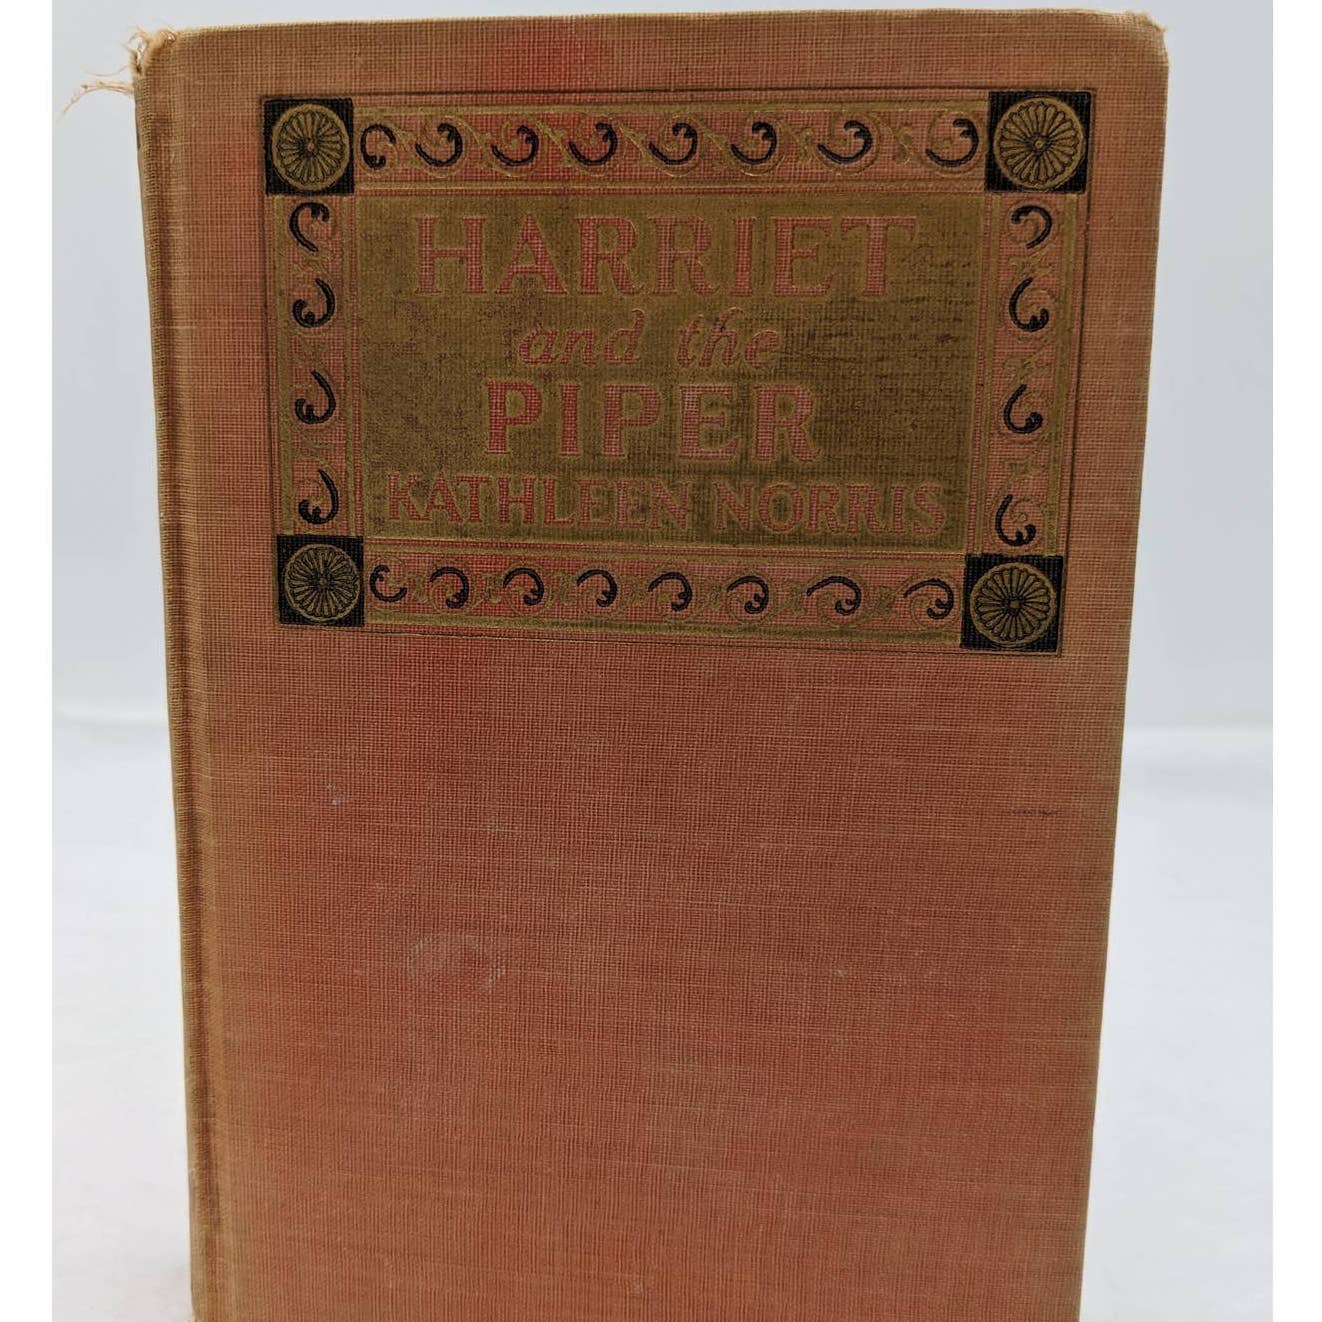 HARRIET
and the
PIPER
KATHLEEN NORRIS